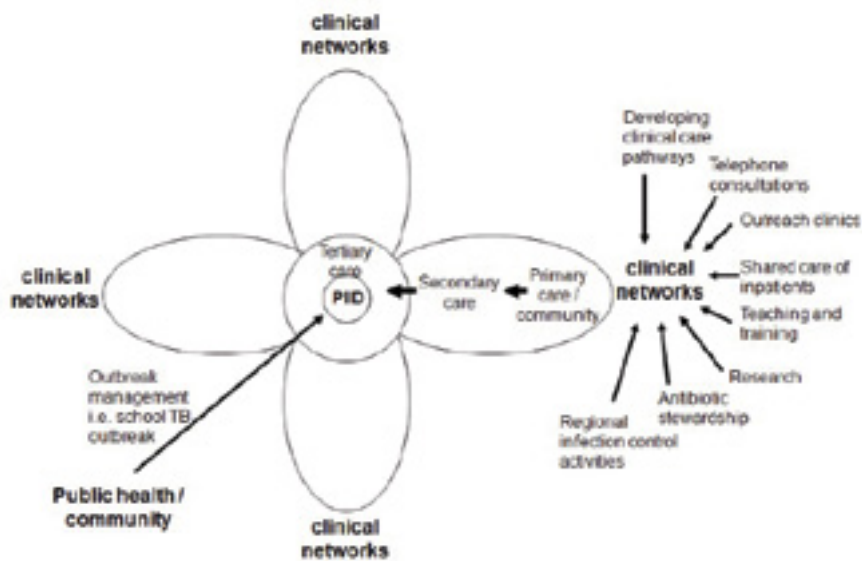 clinical
networks
Developing
clinical care
pathways
Telephone
consultations
Outreach clinics
clinical
networks
Tertiary
care
PID
Secondary
care
Primary
care /
community
clinical
networks
Shared care of
inpatients
Teaching and
training
Research
Antibiotic
stewardship
Regional
infection control
activities
Outbreak
management
i.e. school TB
outbreak
Public health /
community
clinical
networks